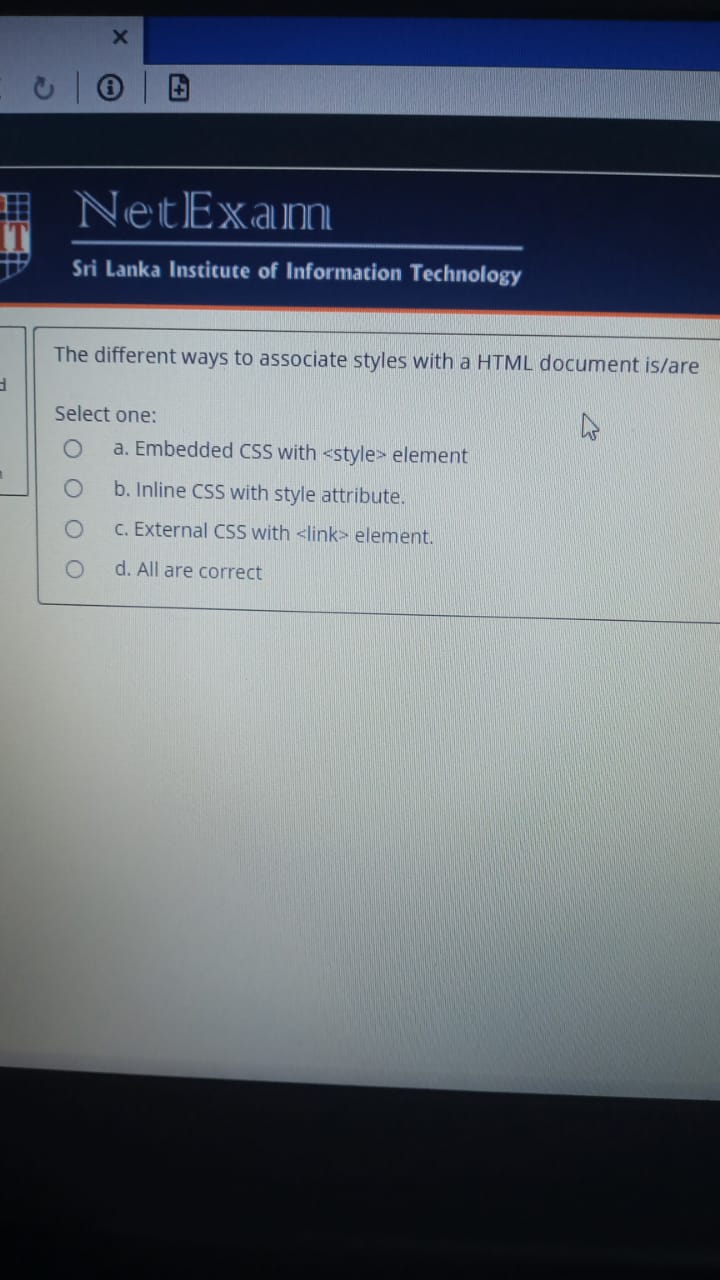 NetExam
IT
Sri Lanka Institute of Information Technology
The different ways to associate styles with a HTML document is/are
Select one:
a. Embedded CSS with <style> element
b. Inline CSS with style attribute.
c. External CSS with <link> element.
d. All are correct